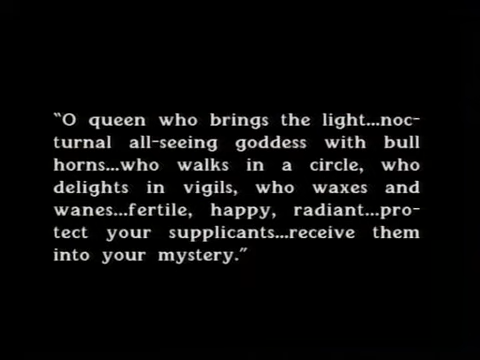 “O queen who brings the light...noc-
turnal all-seeing goddess with bull
horns...who walks in a circle, who
delights in vigils, who waxes and
wanes...fertile, happy, radiant...pro-
tect your supplicants...receive them
into your mystery.”